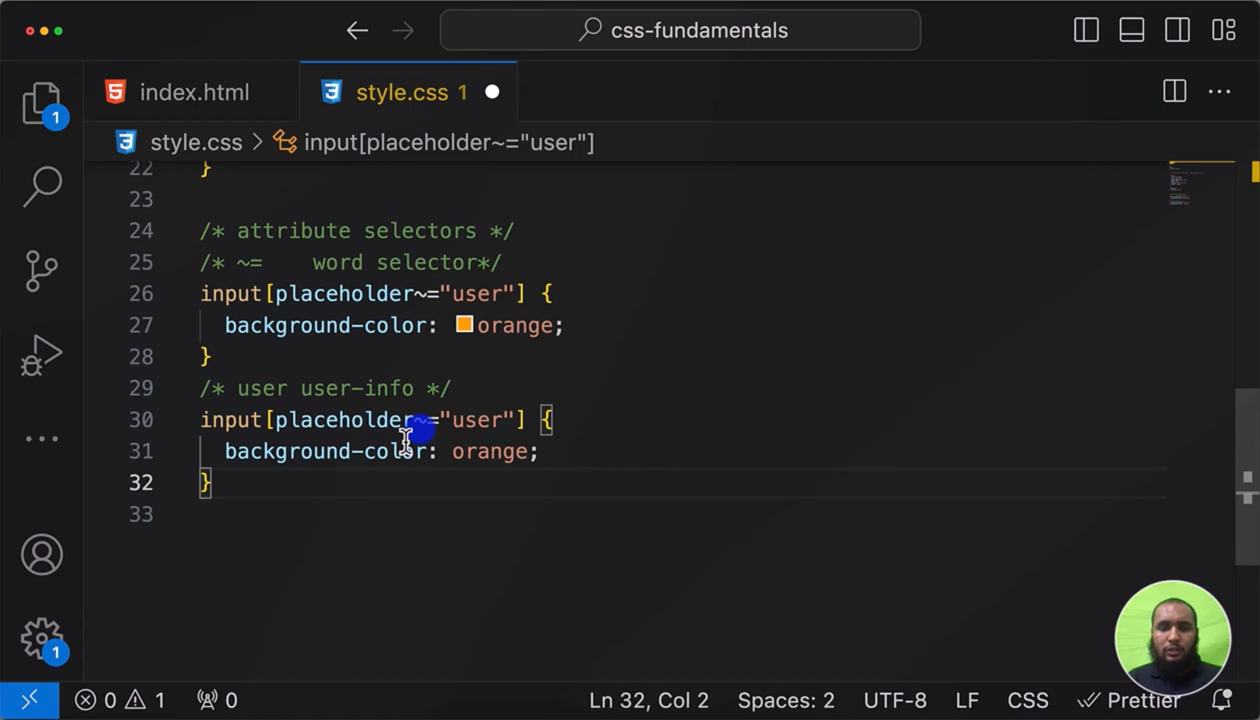 css-fundamentals
index.html
style.css 1
style.css > input[placeholder~="user"]
1
22 }
23
24 /* attribute selectors */
25 /* ~=    word selector*/
26 input[placeholder~="user"] {
27 background-color: orange;
28 }
29 /* user user-info */
30 input[placeholder~="user"] {
31 background-color: orange;
32 }
33
1
0 1 0 Ln 32, Col 2 Spaces: 2 UTF-8 LF CSS Prettier